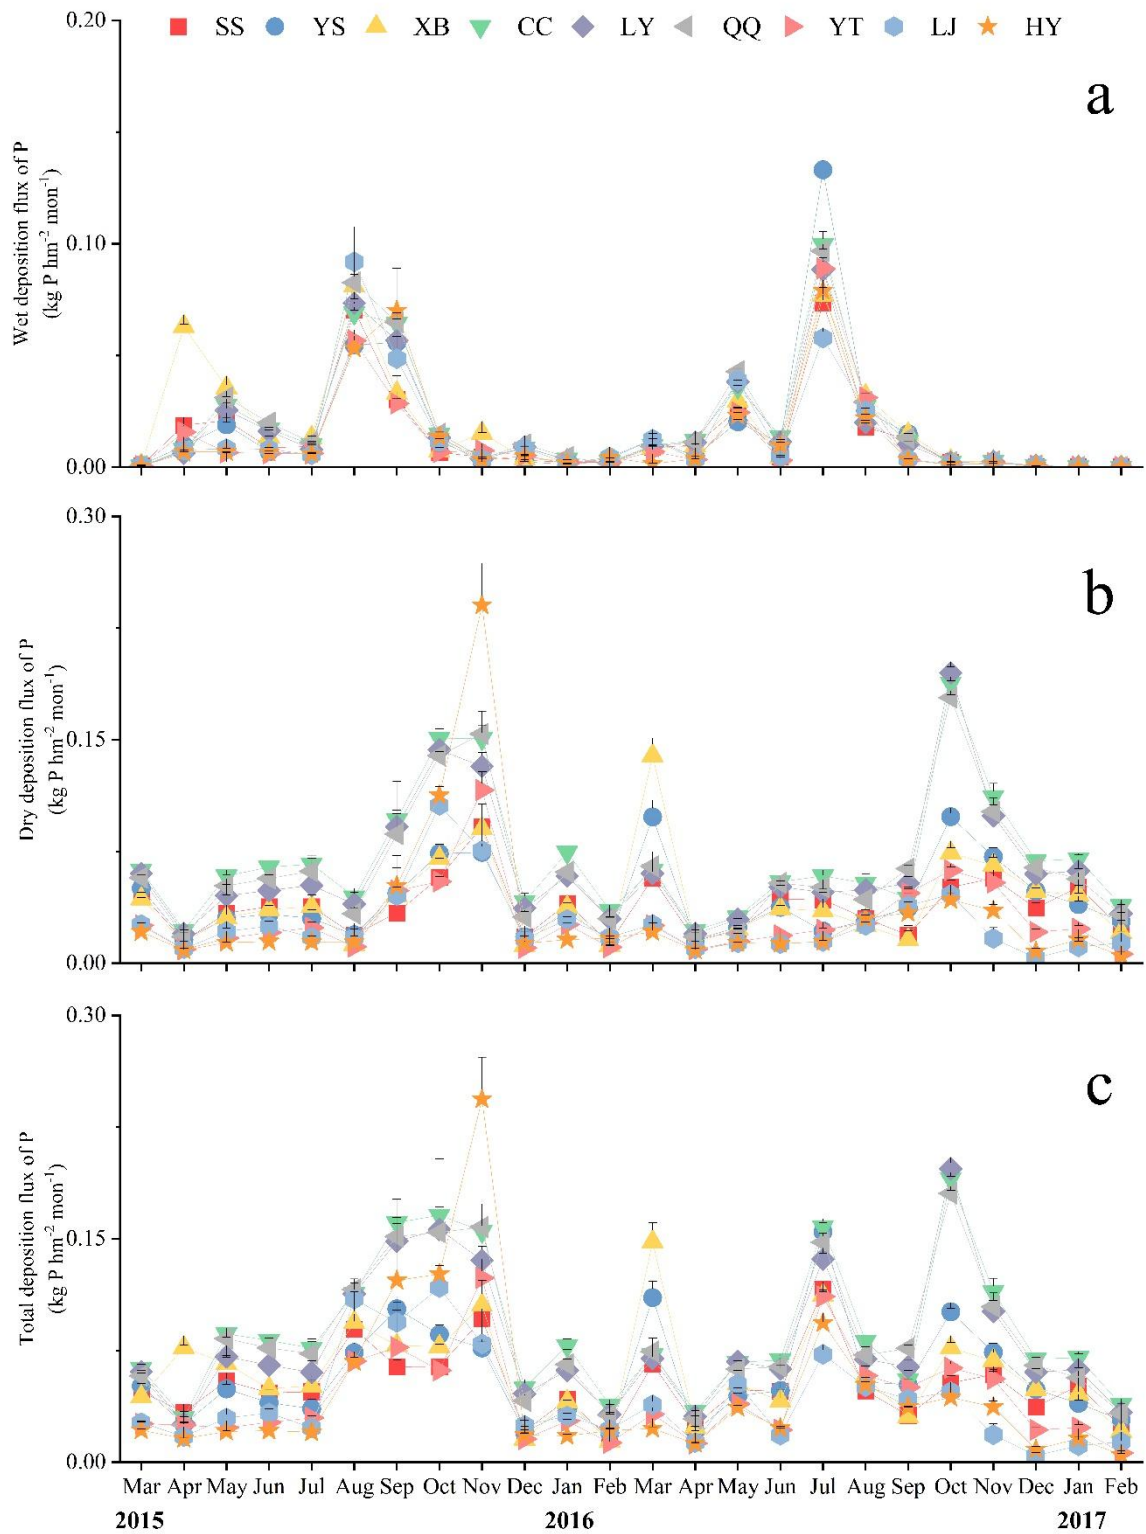 SS YS XB CC LY QQ YT LJ HY
a
Wet deposition flux of P
(kg P hm⁻² mon⁻¹)
0.20
0.10
0.00
b
Dry deposition flux of P
(kg P hm⁻² mon⁻¹)
0.30
0.15
0.00
c
Total deposition flux of P
(kg P hm⁻² mon⁻¹)
0.30
0.15
0.00
Mar Apr May Jun Jul Aug Sep Oct Nov Dec Jan Feb Mar Apr May Jun Jul Aug Sep Oct Nov Dec Jan Feb
2015 2016 2017